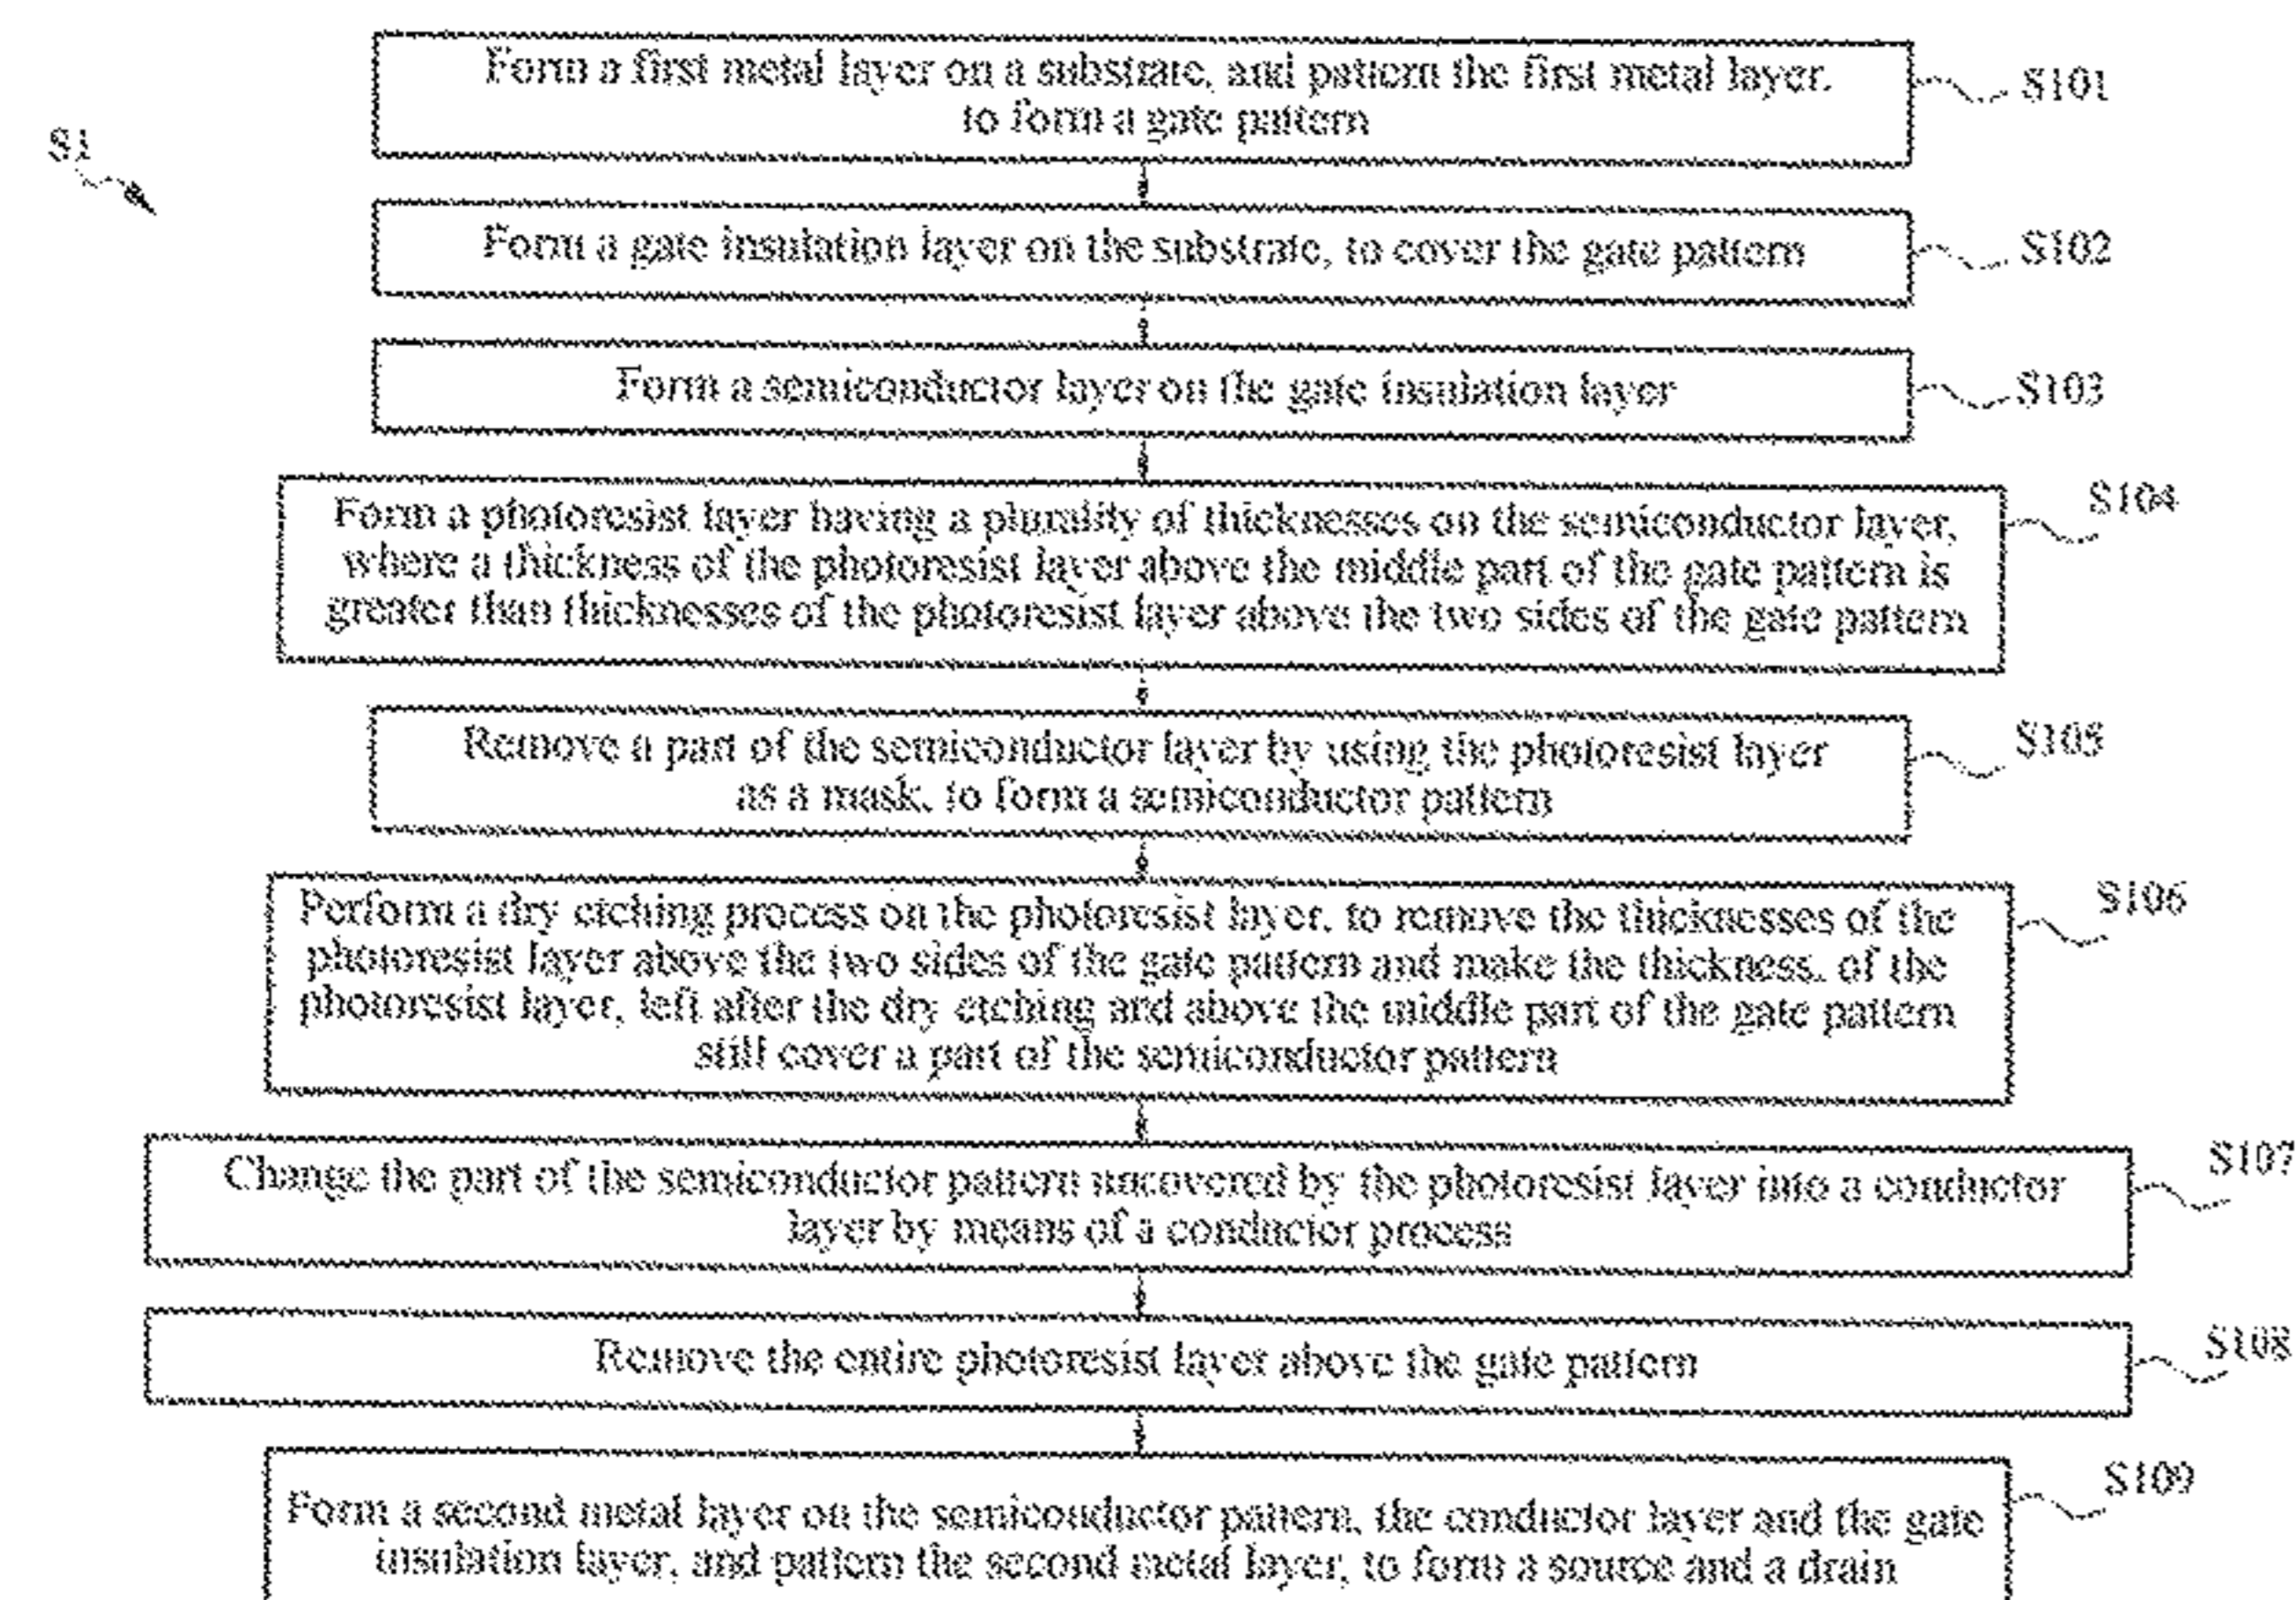 Form a first metal layer on a substrate, and pattern the first metal layer,
to form a gate pattern
S101
S1
Form a gate insulation layer on the substrate, to cover the gate pattern
S102
Form a semiconductor layer on the gate insulation layer
S103
Form a photoresist layer having a plurality of thicknesses on the semiconductor layer,
where a thickness of the photoresist layer above the middle part of the gate pattern is
greater than thicknesses of the photoresist layer above the two sides of the gate pattern
S104
Remove a part of the semiconductor layer by using the photoresist layer
as a mask, to form a semiconductor pattern
S105
Perform a dry etching process on the photoresist layer, to remove the thicknesses of the
photoresist layer above the two sides of the gate pattern and make the thickness, of the
photoresist layer, left after the dry etching and above the middle part of the gate pattern
still cover a part of the semiconductor pattern
S106
Change the part of the semiconductor pattern uncovered by the photoresist layer into a conductor
layer by means of a conductor process
S107
Remove the entire photoresist layer above the gate pattern
S108
Form a second metal layer on the semiconductor pattern, the conductor layer and the gate
insulation layer, and pattern the second metal layer, to form a source and a drain
S109